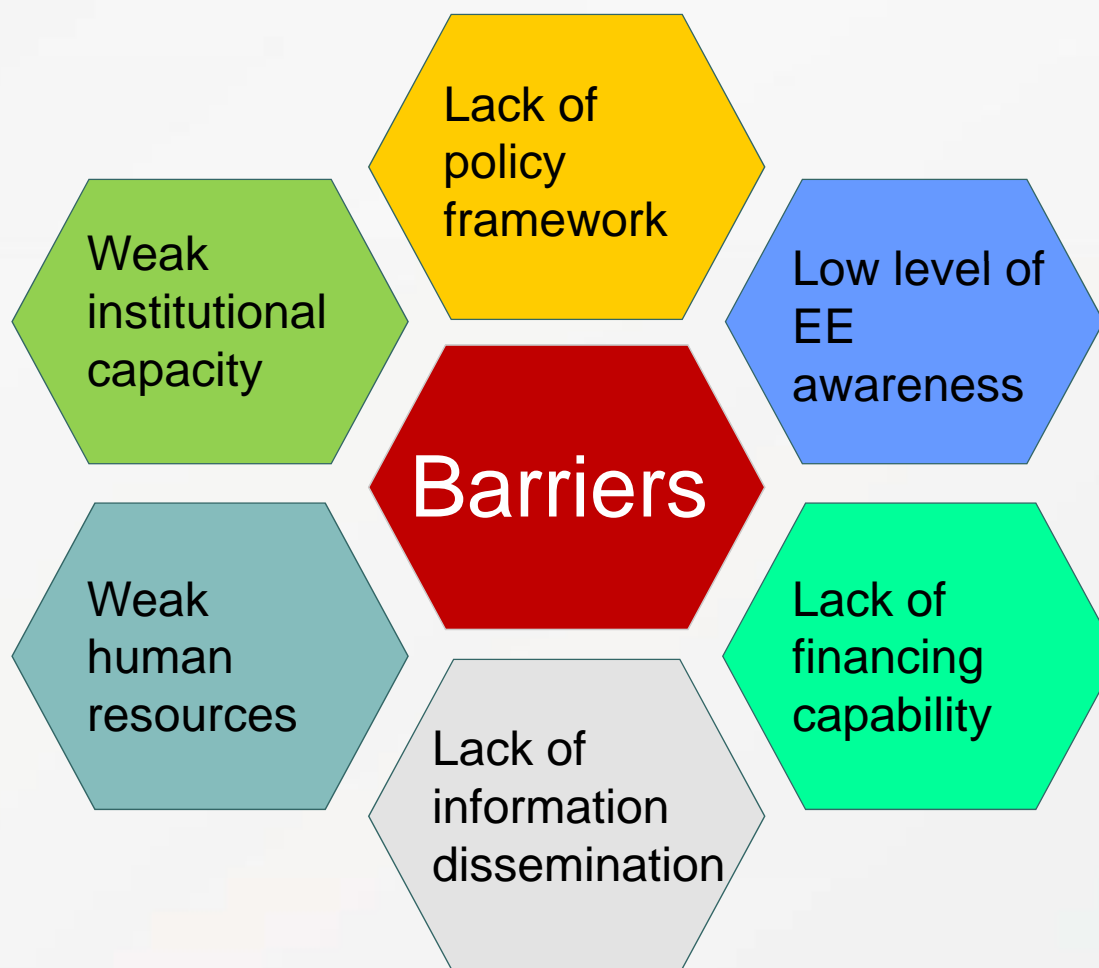 Lack of
policy
framework
Weak
institutional
capacity
Low level of
EE
awareness
Barriers
Weak
human
resources
Lack of
financing
capability
Lack of
information
dissemination